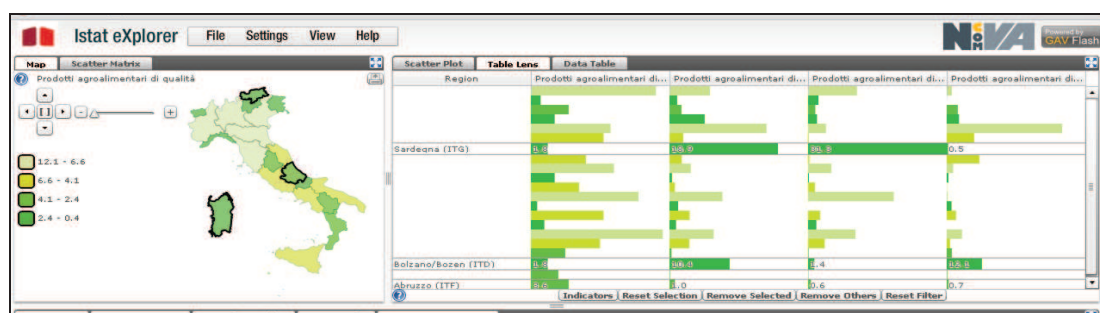 Istat eXplorer File Settings View Help
NCOM VA
Powered by
GAV Flash
Map Scatter Matrix
Prodotti agroalimentari di qualità
12.1 - 6.6
6.6 - 4.1
4.1 - 2.4
2.4 - 0.4
Scatter Plot Table Lens Data Table
Region Prodotti agroalimentari di... Prodotti agroalimentari di... Prodotti agroalimentari di... Prodotti agroalimentari di...
Sardegna (ITG) 0.5
Bolzano/Bozen (ITD) 1.4
Abruzzo (ITF) 1.0 0.6 0.7
Indicators Reset Selection Remove Selected Remove Others Reset Filter